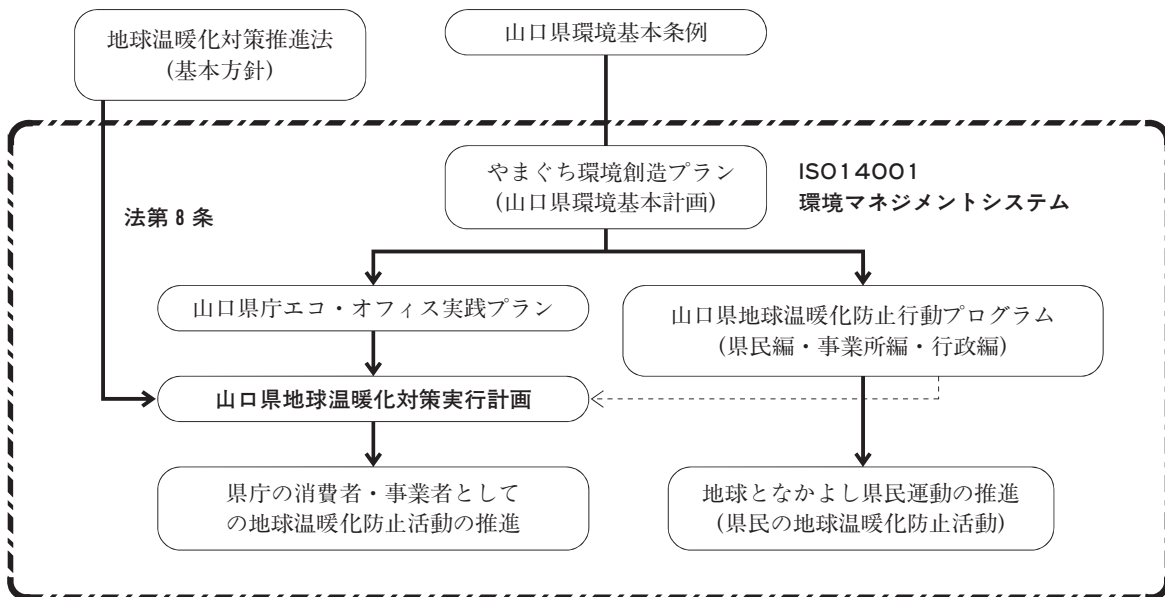 地球温暖化対策推進法
(基本方針)
山口県環境基本条例
やまぐち環境創造プラン
(山口県環境基本計画)
ISO14001
環境マネジメントシステム
法第8条
山口県庁エコ・オフィス実践プラン
山口県地球温暖化防止行動プログラム
(県民編・事業所編・行政編)
山口県地球温暖化対策実行計画
県庁の消費者・事業者として
の地球温暖化防止活動の推進
地球となかよし県民運動の推進
(県民の地球温暖化防止活動)